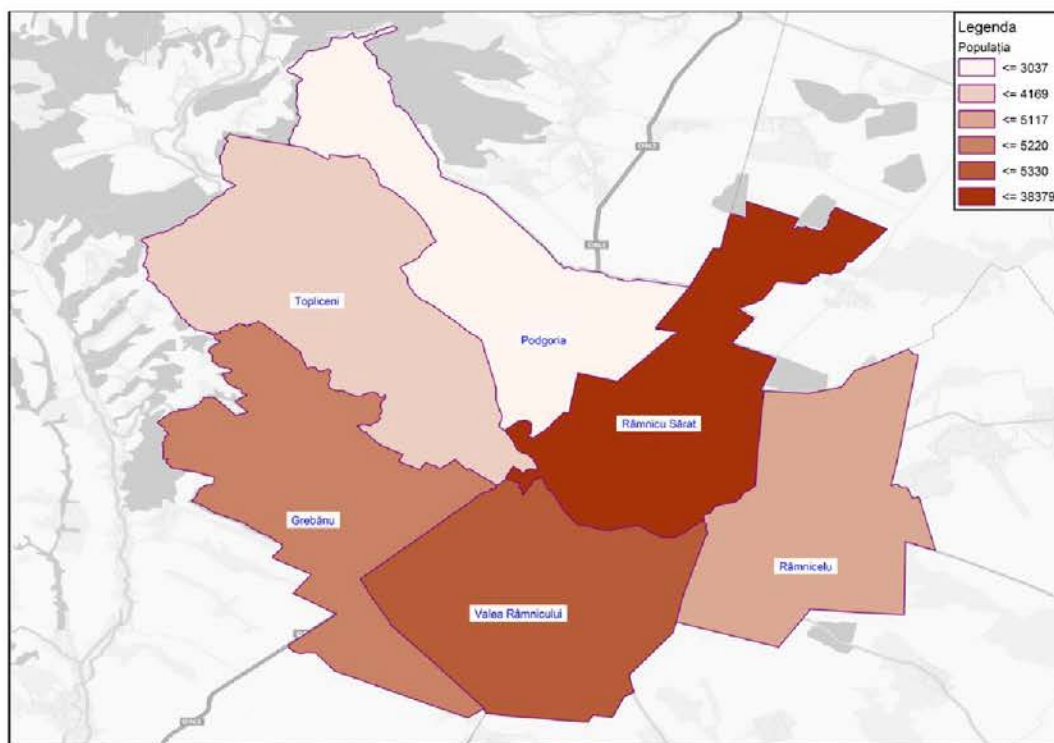 Legenda
Populația
<= 3037
<= 4169
<= 5117
<= 5220
<= 5330
<= 38379
Topliceni
Podgoria
Râmnicu Sărat
Grebănu
Râmnicelu
Valea Râmnicului